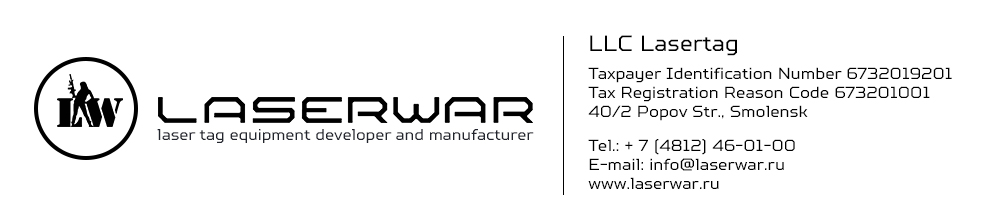 LW
LASERWAR
laser tag equipment developer and manufacturer
LLC Lasertag
Taxpayer Identification Number 6732019201
Tax Registration Reason Code 673201001
40/2 Popov Str., Smolensk
Tel.: + 7 (4812) 46-01-00
E-mail: info@laserwar.ru
www.laserwar.ru